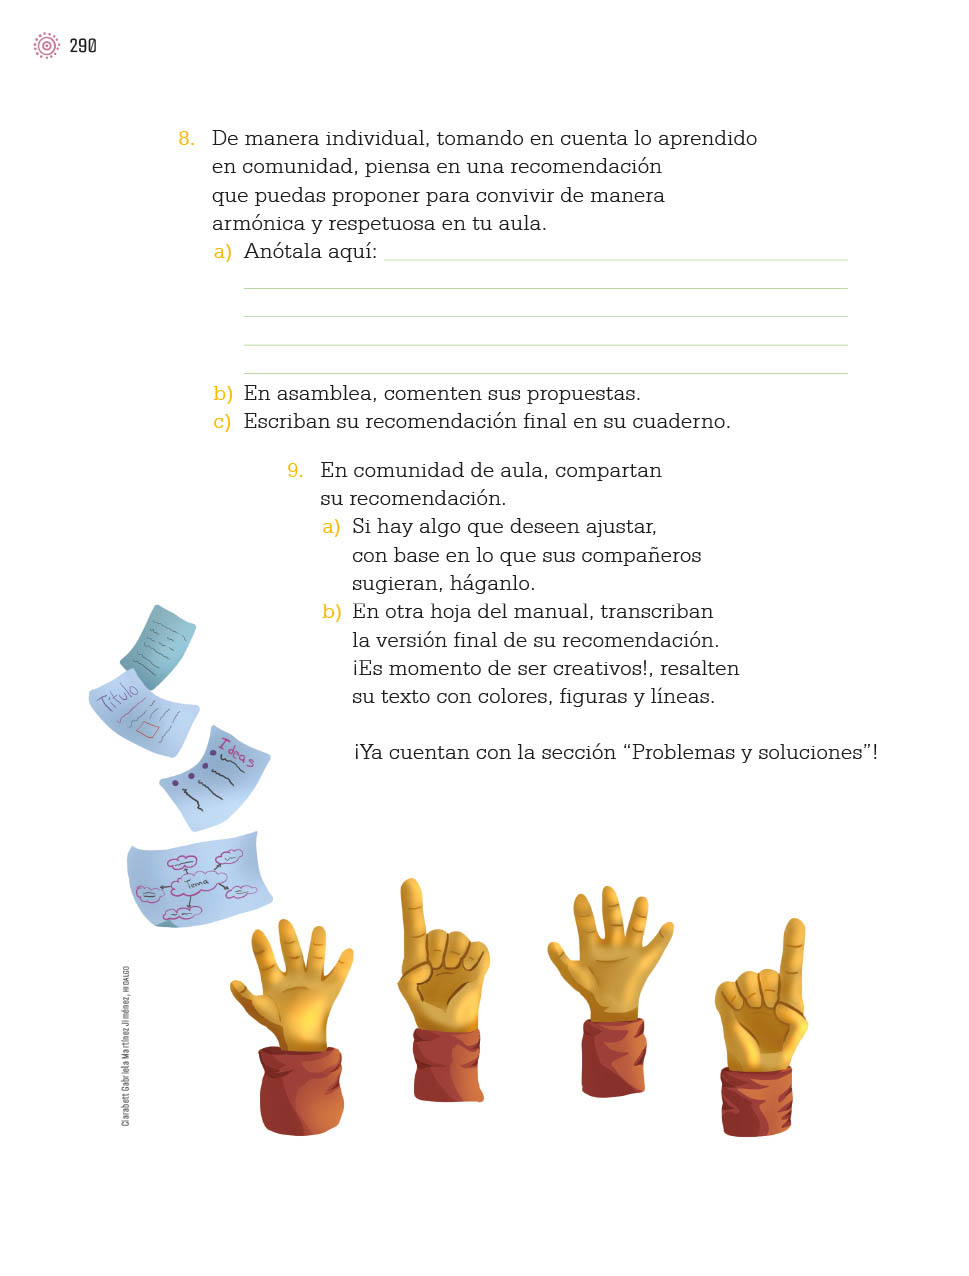 290
8. De manera individual, tomando en cuenta lo aprendido
en comunidad, piensa en una recomendación
que puedas proponer para convivir de manera
armónica y respetuosa en tu aula.
a) Anótala aquí:
b) En asamblea, comenten sus propuestas.
c) Escriban su recomendación final en su cuaderno.
9. En comunidad de aula, compartan
su recomendación.
a) Si hay algo que deseen ajustar,
con base en lo que sus compañeros
sugieran, háganlo.
b) En otra hoja del manual, transcriban
la versión final de su recomendación.
¡Es momento de ser creativos!, resalten
su texto con colores, figuras y líneas.
¡Ya cuentan con la sección “Problemas y soluciones”!
Título
Ideas
Tema
Clarabett Gabriela Martínez Jiménez, HIDALGO